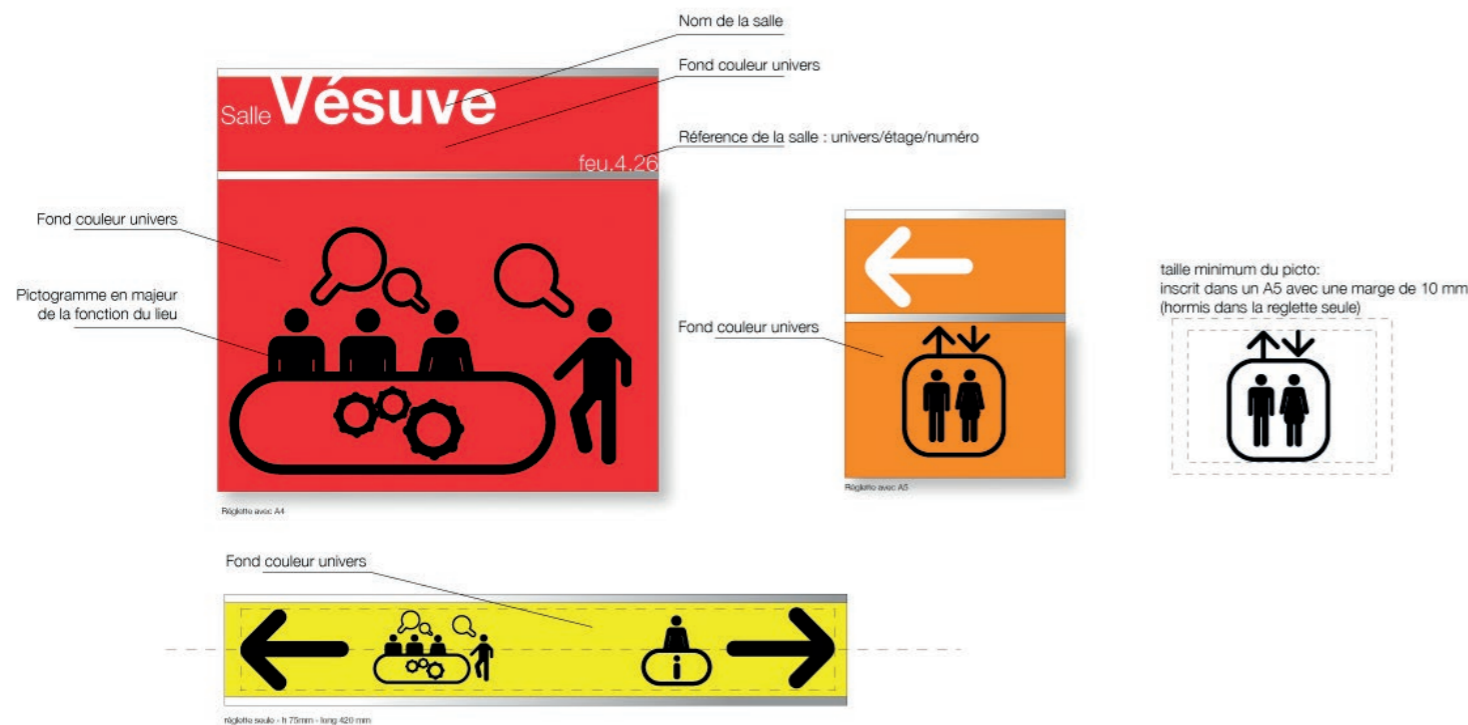 Nom de la salle
Fond couleur univers
Salle Vésuve
Réference de la salle : univers/étage/numéro
feu.4.26
Fond couleur univers
Pictogramme en majeur
de la fonction du lieu
Réglette avec A4
Fond couleur univers
Réglette avec A5
taille minimum du picto:
inscrit dans un A5 avec une marge de 10 mm
(hormis dans la reglette seule)
Fond couleur univers
i
réglette seule - h 75mm - long 420 mm